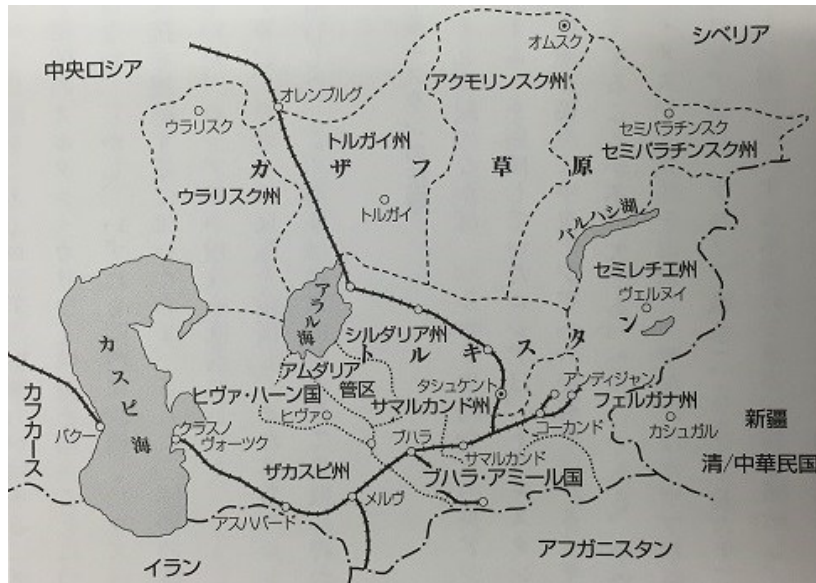 中央ロシア
シベリア
オムスク
アクモリンスク州
オレンブルグ
ウラリスク
トルガイ州
セミパラチンスク
セミパラチンスク州
カザフ草原
ウラリスク州
トルガイ
バルハシ湖
セミレチエ州
ヴェルヌイ
アラル海
シルダリア州
トルキスタン
カスピ海
アムダリア
管区
ヒヴァ・ハーン国
ヒヴァ
タシュケント
サマルカンド州
アンディジャン
フェルガナ州
カフカース
バクー
クラスノ
ヴォーツク
ブハラ
コーカンド
カシュガル
新疆
サマルカンド
清/中華民国
ザカスピ州
ブハラ・アミール国
メルヴ
アスハバード
イラン
アフガニスタン